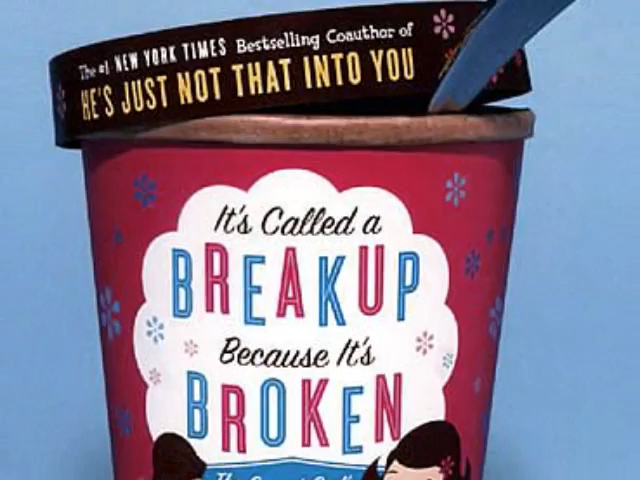 The #1 NEW YORK TIMES Bestselling Coauthor of
HE'S JUST NOT THAT INTO YOU
It's Called a
BREAKUP
Because It's
BROKEN
The